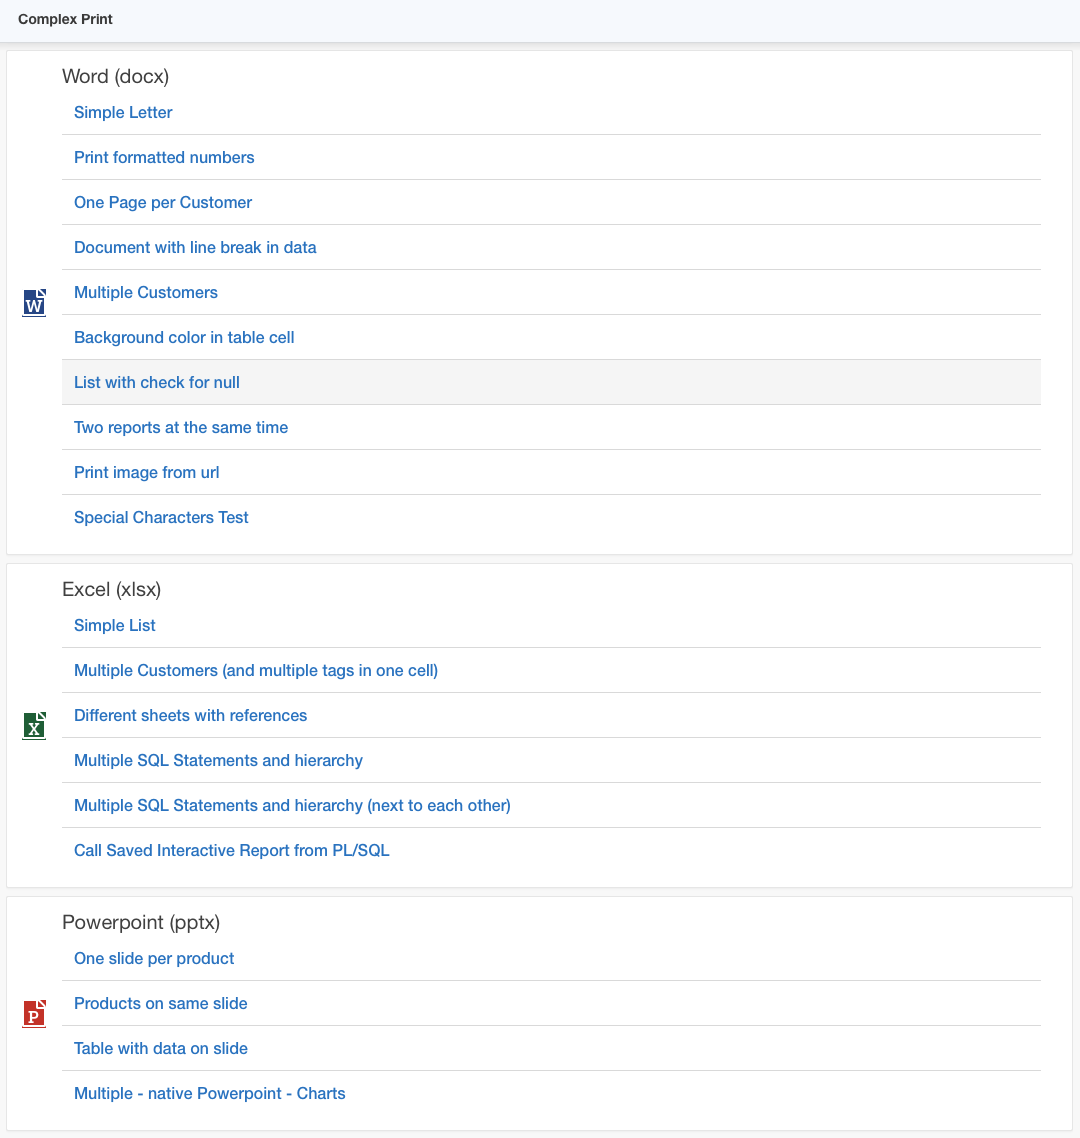 Complex Print
Word (docx)
Simple Letter
Print formatted numbers
One Page per Customer
Document with line break in data
Multiple Customers
W
Background color in table cell
List with check for null
Two reports at the same time
Print image from url
Special Characters Test
Excel (xlsx)
Simple List
Multiple Customers (and multiple tags in one cell)
Different sheets with references
X
Multiple SQL Statements and hierarchy
Multiple SQL Statements and hierarchy (next to each other)
Call Saved Interactive Report from PL/SQL
Powerpoint (pptx)
One slide per product
Products on same slide
P
Table with data on slide
Multiple - native Powerpoint - Charts